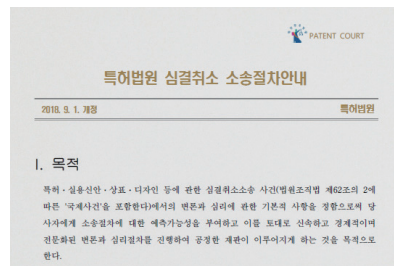 PATENT COURT
특허법원 심결취소 소송절차안내
2018. 9. 1. 개정 특허법원
I. 목적
특허·실용신안·상표·디자인 등에 관한 심결취소소송 사건(법원조직법 제62조의 2에
따른 '국제사건'을 포함한다)에서의 변론과 심리에 관한 기본적 사항을 정함으로써 당
사자에게 소송절차에 대한 예측가능성을 부여하고 이를 토대로 신속하고 경제적이며
전문화된 변론과 심리절차를 진행하여 공정한 재판이 이루어지게 하는 것을 목적으로
한다.